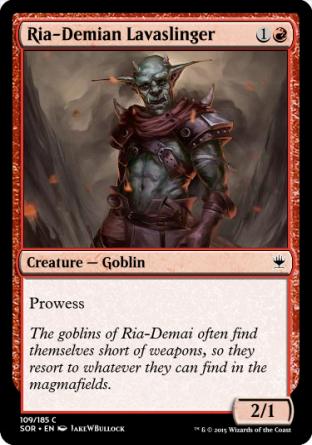 Ria-Demian Lavaslinger 1
Creature — Goblin
Prowess
The goblins of Ria-Demai often find
themselves short of weapons, so they
resort to whatever they can find in the
magmafields.
2/1
109/185 C
SOR • EN JAKEWBULLOCK
™ & © 2015 Wizards of the Coast